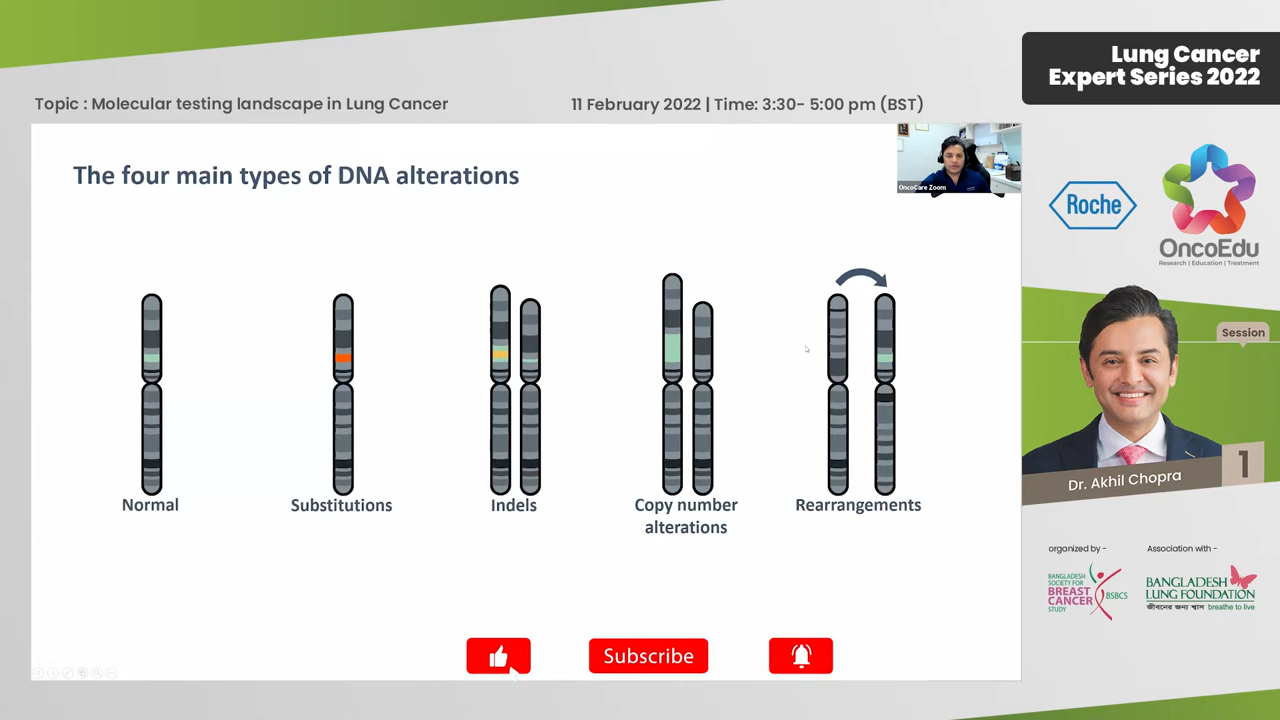 Lung Cancer
Expert Series 2022
Topic : Molecular testing landscape in Lung Cancer
11 February 2022 | Time: 3:30- 5:00 pm (BST)
The four main types of DNA alterations
OncoCare Zoom
Roche
OncoEdu
Research | Education | Treatment
Session
1
Dr. Akhil Chopra
Normal
Substitutions
Indels
Copy number
alterations
Rearrangements
organized by -
Association with -
BANGLADESH
SOCIETY FOR
BREAST
CANCER
STUDY
BSBCS
BANGLADESH
LUNG FOUNDATION
জীবনের জন্য শ্বাস breathe to live
Subscribe